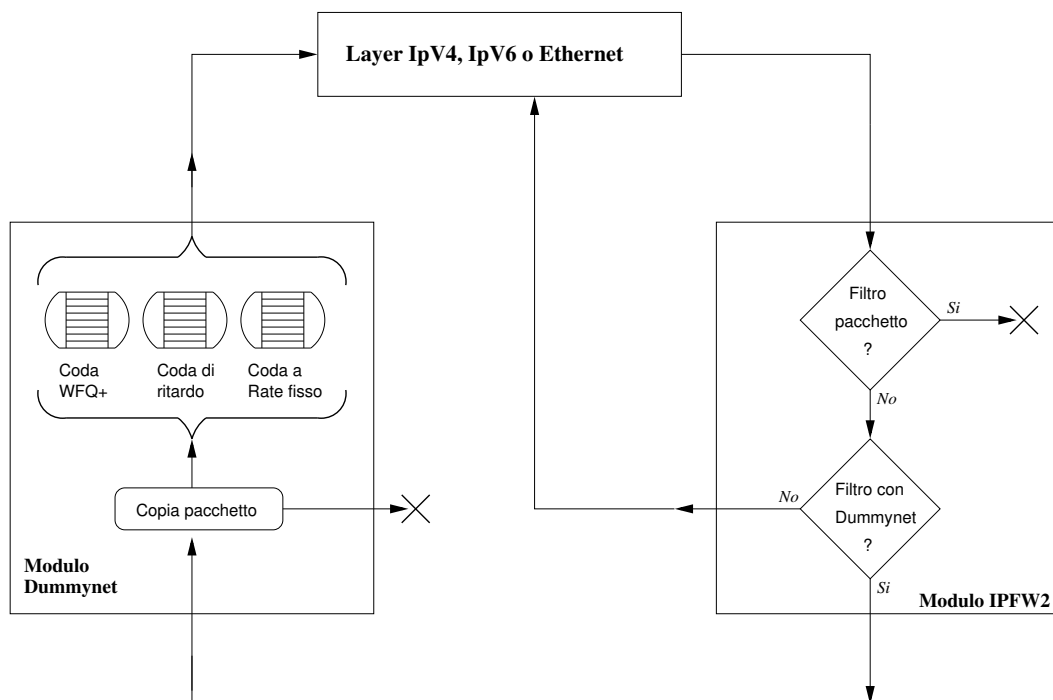 Layer IpV4, IpV6 o Ethernet
Coda
WFQ+
Coda di
ritardo
Coda a
Rate fisso
Copia pacchetto
Modulo
Dummynet
Filtro
pacchetto
?
Si
No
Filtro con
Dummynet
?
No
Si
Modulo IPFW2